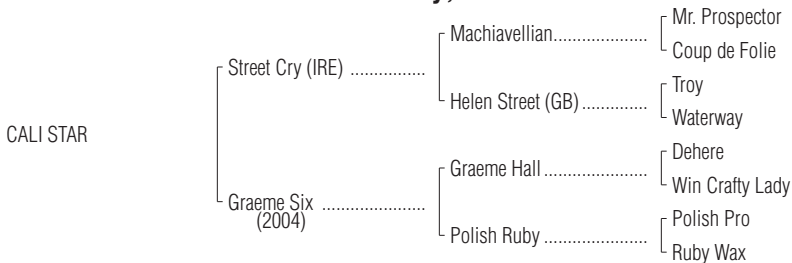 Mr. Prospector
Machiavellian....................
Coup de Folie
Street Cry (IRE) ................
Troy
Helen Street (GB) ..............
Waterway
CALI STAR
Dehere
Graeme Hall ......................
Win Crafty Lady
Graeme Six ......................
(2004)
Polish Pro
Polish Ruby ......................
Ruby Wax